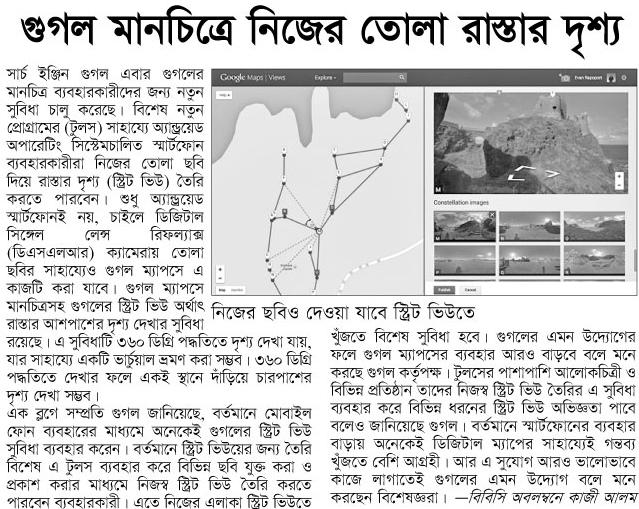 গুগল মানচিত্রে নিজের তোলা রাস্তার দৃশ্য
সার্চ ইঞ্জিন গুগল এবার গুগলের
মানচিত্র ব্যবহারকারীদের জন্য নতুন
সুবিধা চালু করেছে। বিশেষ নতুন
প্রোগ্রামের (টুলস) সাহায্যে অ্যান্ড্রয়েড
অপারেটিং সিস্টেমচালিত স্মার্টফোন
ব্যবহারকারীরা নিজের তোলা ছবি
দিয়ে রাস্তার দৃশ্য (স্ট্রিট ভিউ) তৈরি
করতে পারবেন। শুধু অ্যান্ড্রয়েড
স্মার্টফোনই নয়, চাইলে ডিজিটাল
সিঙ্গেল লেন্স রিফল্যাক্স
(ডিএসএলআর) ক্যামেরায় তোলা
ছবির সাহায্যেও গুগল ম্যাপসে এ
কাজটি করা যাবে। গুগল ম্যাপসে
মানচিত্রসহ গুগলের স্ট্রিট ভিউ অর্থাৎ
রাস্তার আশপাশের দৃশ্য দেখার সুবিধা
রয়েছে। এ সুবিধাটি ৩৬০ ডিগ্রি পদ্ধতিতে দৃশ্য দেখা যায়,
যার সাহায্যে একটি ভার্চুয়াল ভ্রমণ করা সম্ভব। ৩৬০ ডিগ্রি
পদ্ধতিতে দেখার ফলে একই স্থানে দাঁড়িয়ে চারপাশের
দৃশ্য দেখা সম্ভব।
এক ব্লগে সম্প্রতি গুগল জানিয়েছে, বর্তমানে মোবাইল
ফোন ব্যবহারের মাধ্যমে অনেকেই গুগলের স্ট্রিট ভিউ
সুবিধা ব্যবহার করেন। বর্তমানে স্ট্রিট ভিউয়ের জন্য তৈরি
বিশেষ এ টুলস ব্যবহার করে বিভিন্ন ছবি যুক্ত করা ও
প্রকাশ করার মাধ্যমে নিজস্ব স্ট্রিট ভিউ তৈরি করতে
পারবেন ব্যবহারকারী। এতে নিজের এলাকা স্ট্রিট ভিউতে
Google Maps | Views
Explore
Evan Rapoport
Constellation images
Publish
Cancel
নিজের ছবিও দেওয়া যাবে স্ট্রিট ভিউতে
খুঁজতে বিশেষ সুবিধা হবে। গুগলের এমন উদ্যোগের
ফলে গুগল ম্যাপসের ব্যবহার আরও বাড়বে বলে মনে
করছে গুগল কর্তৃপক্ষ। টুলসের পাশাপাশি আলোকচিত্রী ও
বিভিন্ন প্রতিষ্ঠান তাদের নিজস্ব স্ট্রিট ভিউ তৈরির এ সুবিধা
ব্যবহার করে বিভিন্ন ধরনের স্ট্রিট ভিউ অভিজ্ঞতা পাবে
বলেও জানিয়েছে গুগল। বর্তমানে স্মার্টফোনের ব্যবহার
বাড়ায় অনেকেই ডিজিটাল ম্যাপের সাহায্যেই গন্তব্য
খুঁজতে বেশি আগ্রহী। আর এ সুযোগ আরও ভালোভাবে
কাজে লাগাতেই গুগলের এমন উদ্যোগ বলে মনে
করছেন বিশেষজ্ঞরা। —বিবিসি অবলম্বনে কাজী আলম